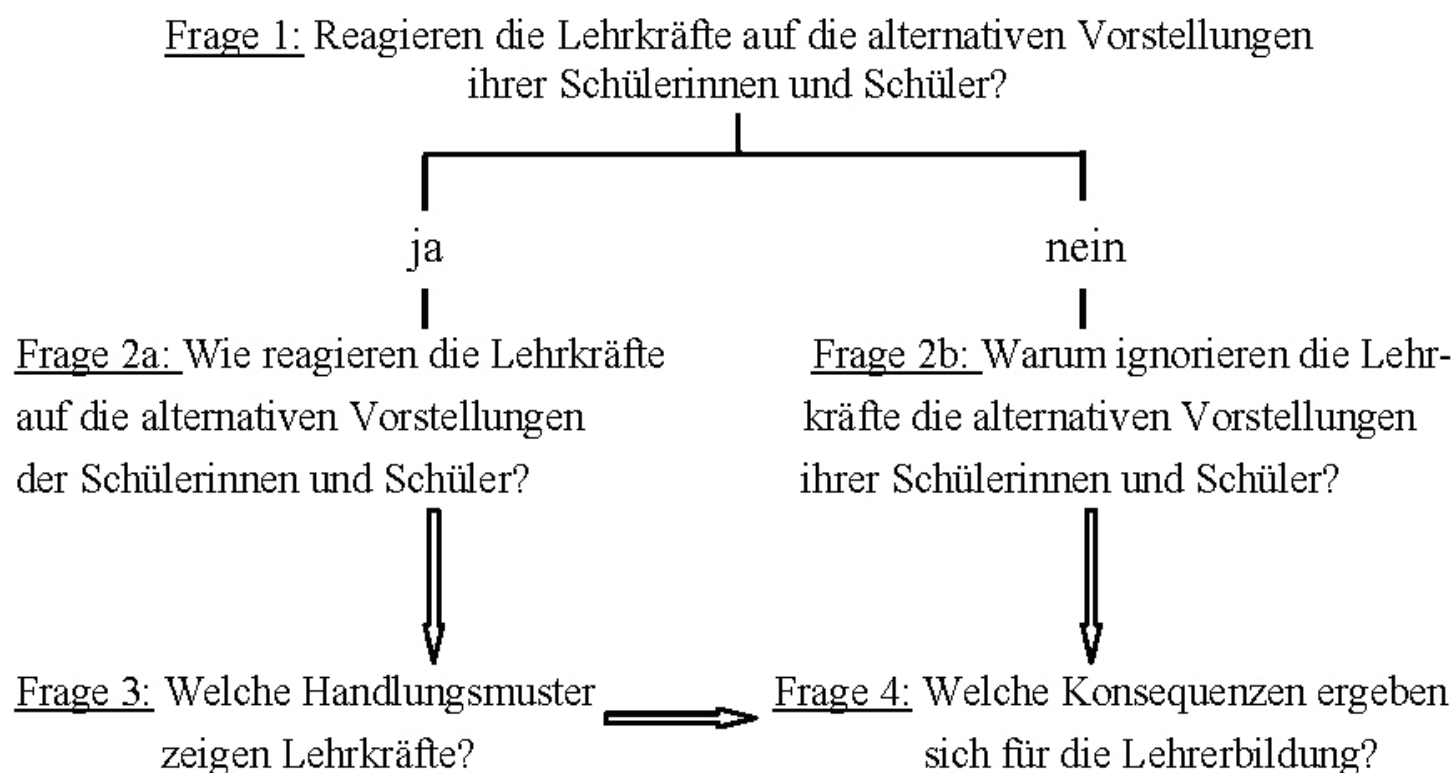 Frage 1: Reagieren die Lehrkräfte auf die alternativen Vorstellungen
ihrer Schülerinnen und Schüler?
ja
nein
Frage 2a: Wie reagieren die Lehrkräfte
auf die alternativen Vorstellungen
der Schülerinnen und Schüler?
Frage 2b: Warum ignorieren die Lehr-
kräfte die alternativen Vorstellungen
ihrer Schülerinnen und Schüler?
Frage 3: Welche Handlungsmuster
zeigen Lehrkräfte?
Frage 4: Welche Konsequenzen ergeben
sich für die Lehrerbildung?